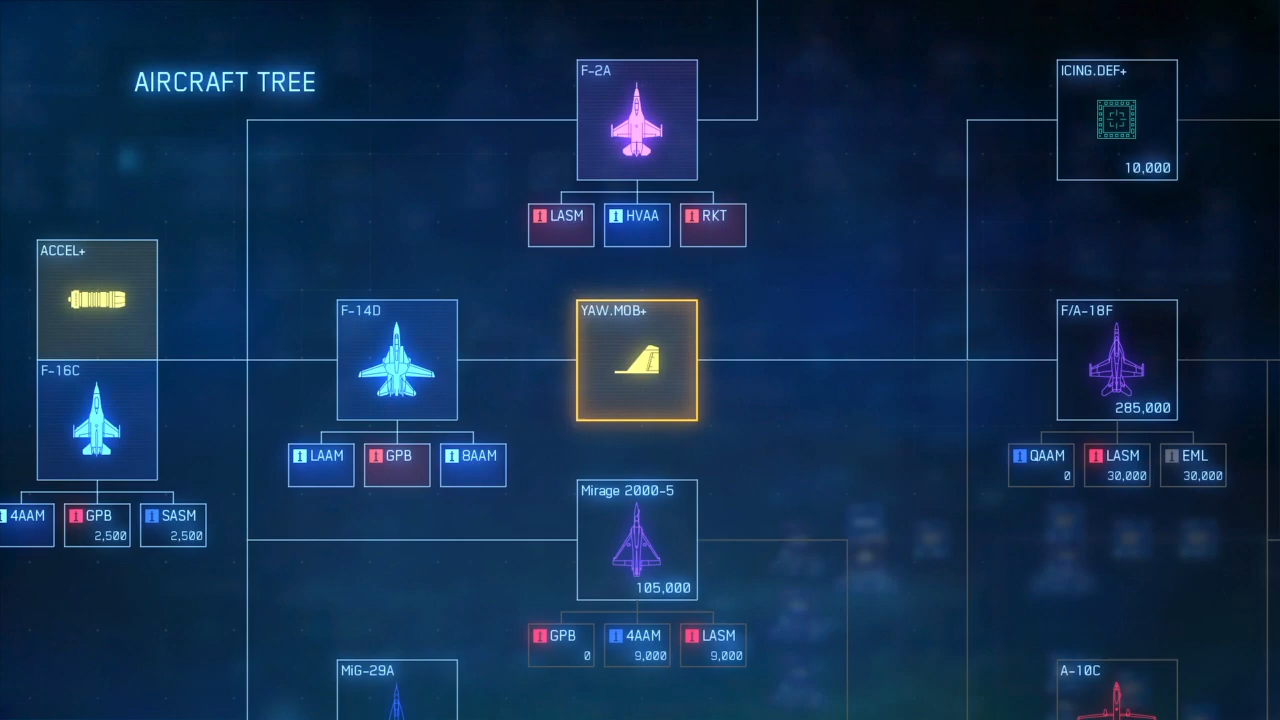 AIRCRAFT TREE
F-2A
LASM
HVAA
RKT
ICING.DEF+
10,000
ACCEL+
F-16C
4AAM
GPB
2,500
SASM
2,500
F-14D
LAAM
GPB
8AAM
YAW.MOB+
F/A-18F
285,000
QAAM
0
LASM
30,000
EML
30,000
Mirage 2000-5
105,000
GPB
0
4AAM
9,000
LASM
9,000
MiG-29A
A-10C